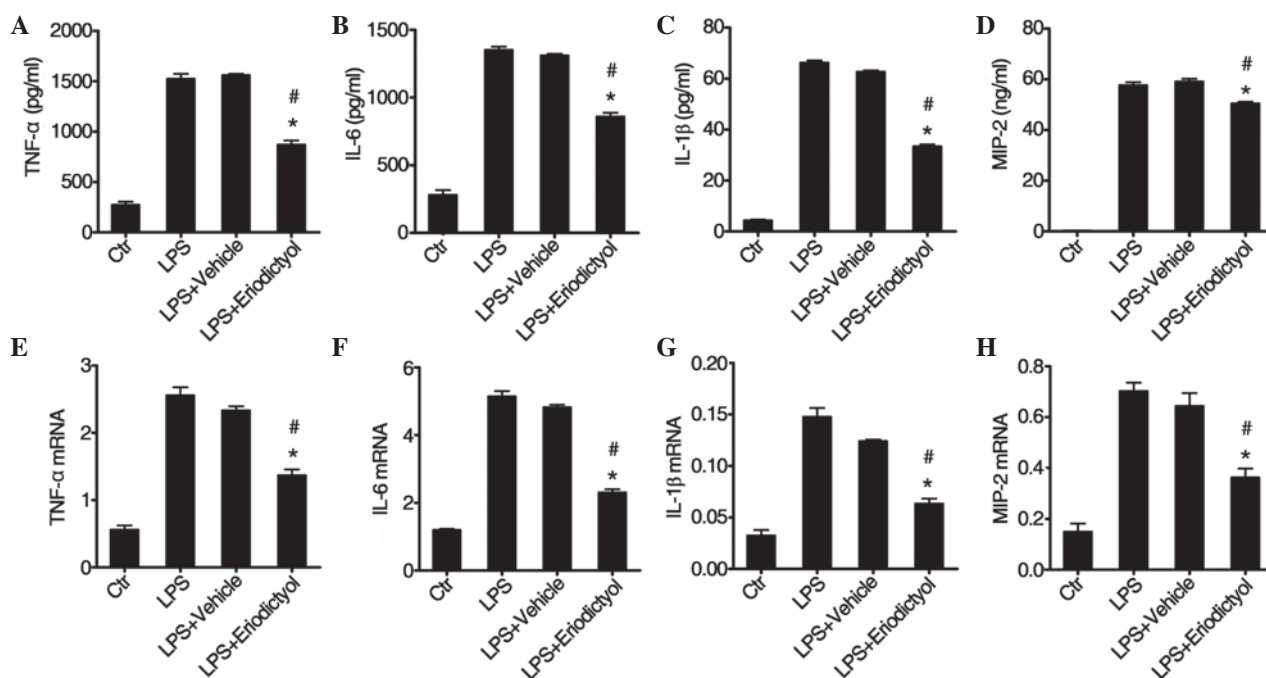 A
TNF-α (pg/ml)
2000
1500
1000
500
0
#
*
Ctr
LPS
LPS+Vehicle
LPS+Eriodictyol
B
IL-6 (pg/ml)
1500
1000
500
0
#
*
Ctr
LPS
LPS+Vehicle
LPS+Eriodictyol
C
IL-1β (pg/ml)
80
60
40
20
0
#
*
Ctr
LPS
LPS+Vehicle
LPS+Eriodictyol
D
MIP-2 (ng/ml)
80
60
40
20
0
#
*
Ctr
LPS
LPS+Vehicle
LPS+Eriodictyol
E
TNF-α mRNA
3
2
1
0
#
*
Ctr
LPS
LPS+Vehicle
LPS+Eriodictyol
F
IL-6 mRNA
6
4
2
0
#
*
Ctr
LPS
LPS+Vehicle
LPS+Eriodictyol
G
IL-1β mRNA
0.20
0.15
0.10
0.05
0.00
#
*
Ctr
LPS
LPS+Vehicle
LPS+Eriodictyol
H
MIP-2 mRNA
0.8
0.6
0.4
0.2
0.0
#
*
Ctr
LPS
LPS+Vehicle
LPS+Eriodictyol